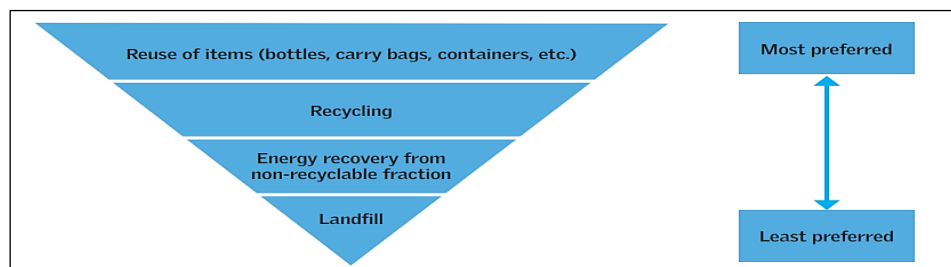 Reuse of items (bottles, carry bags, containers, etc.)
Recycling
Energy recovery from
non-recyclable fraction
Landfill
Most preferred
Least preferred